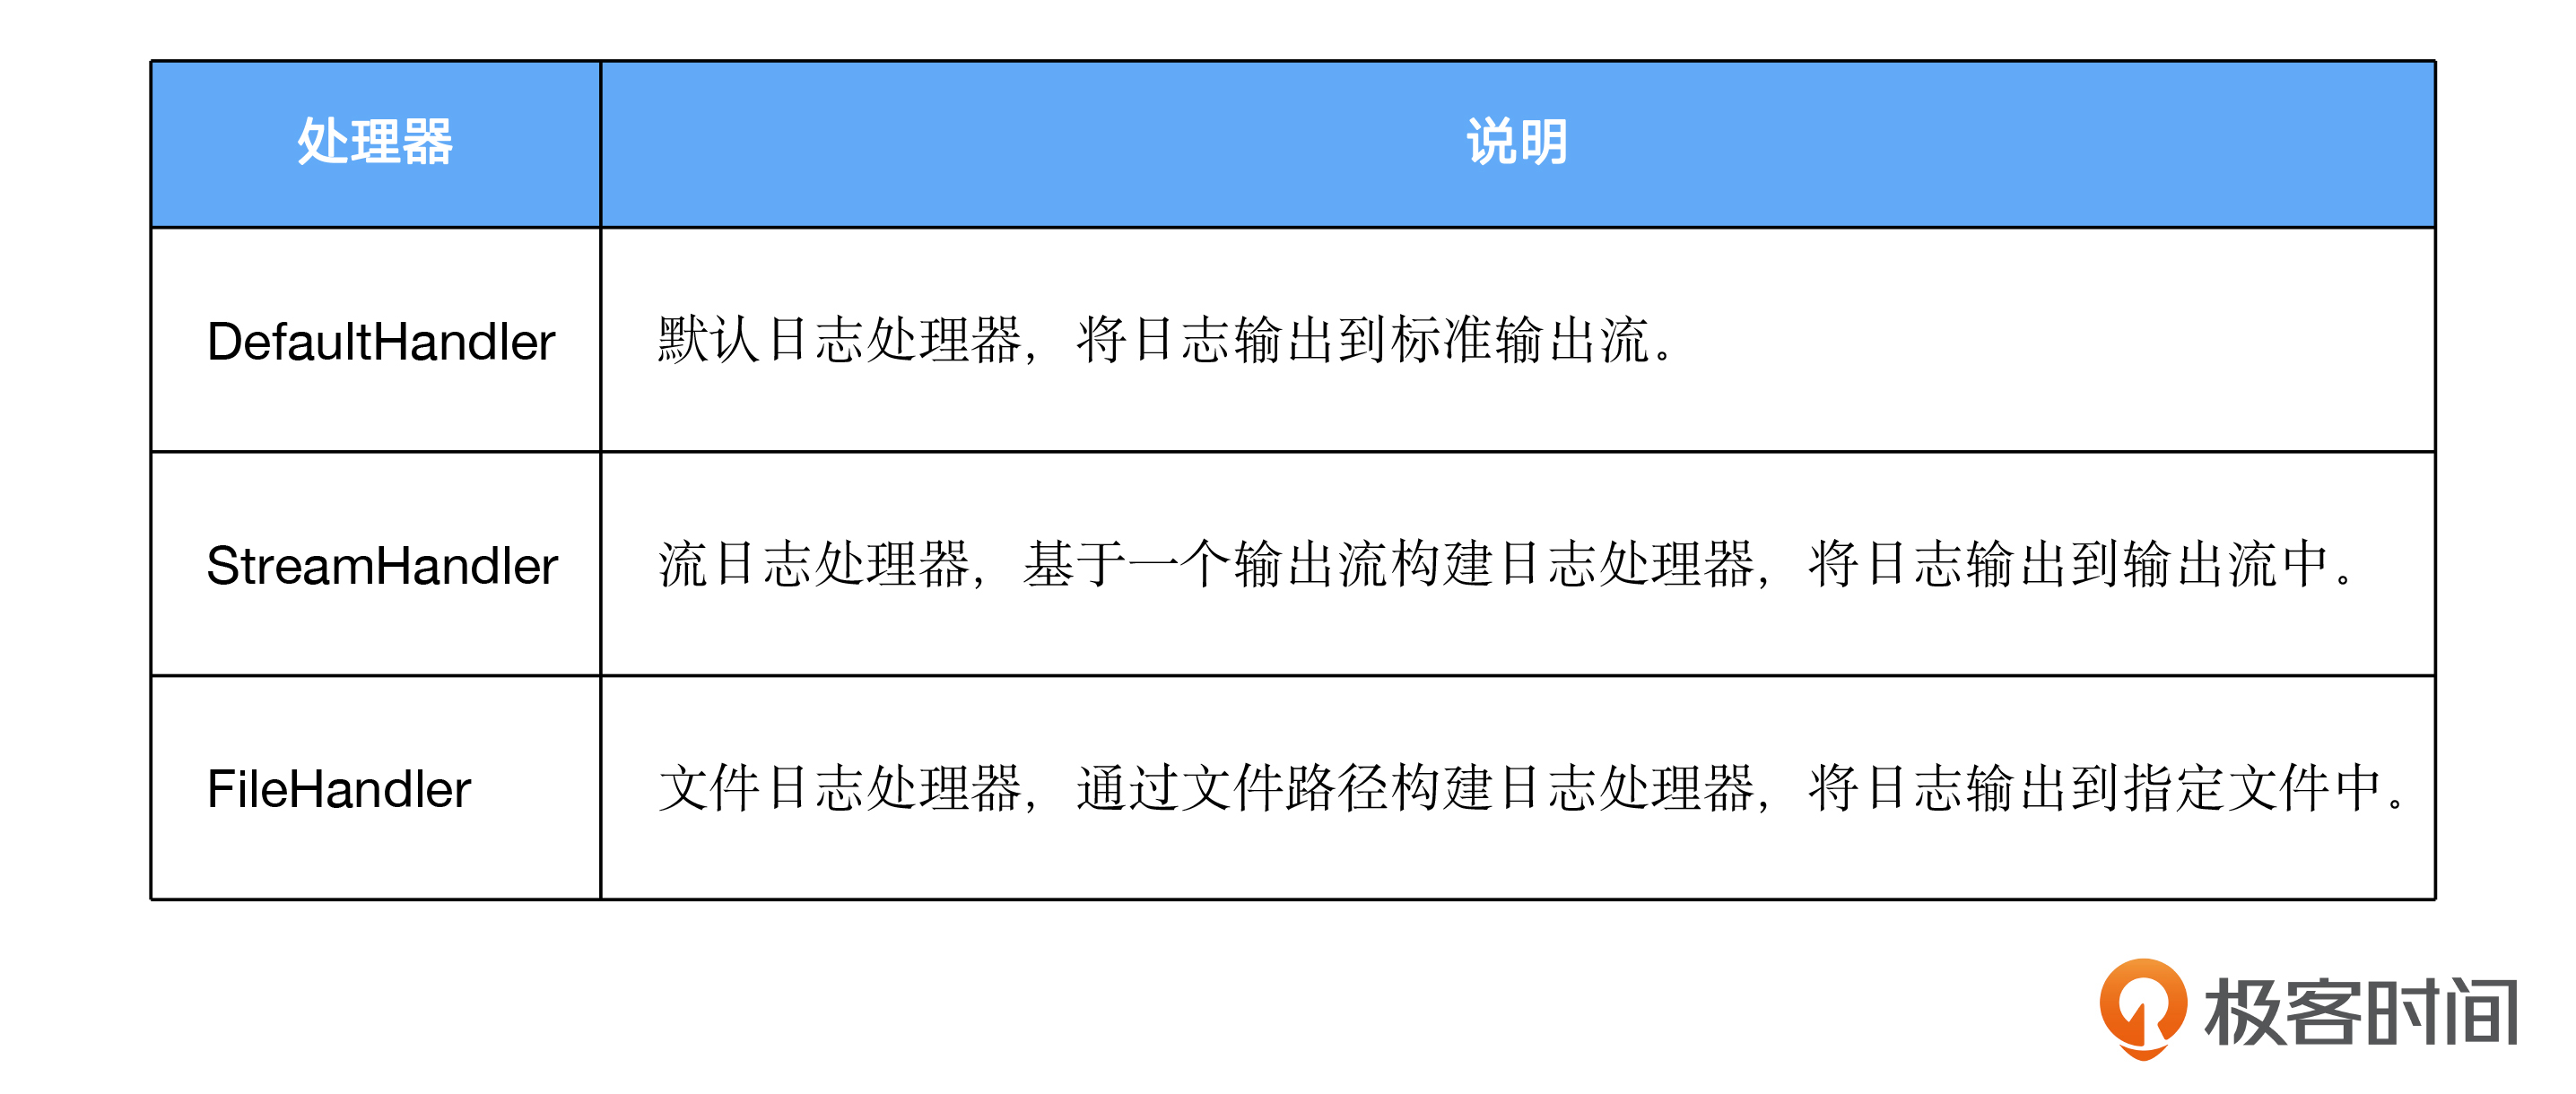 处理器 说明
DefaultHandler 默认日志处理器，将日志输出到标准输出流。
StreamHandler 流日志处理器，基于一个输出流构建日志处理器，将日志输出到输出流中。
FileHandler 文件日志处理器，通过文件路径构建日志处理器，将日志输出到指定文件中。
极客时间